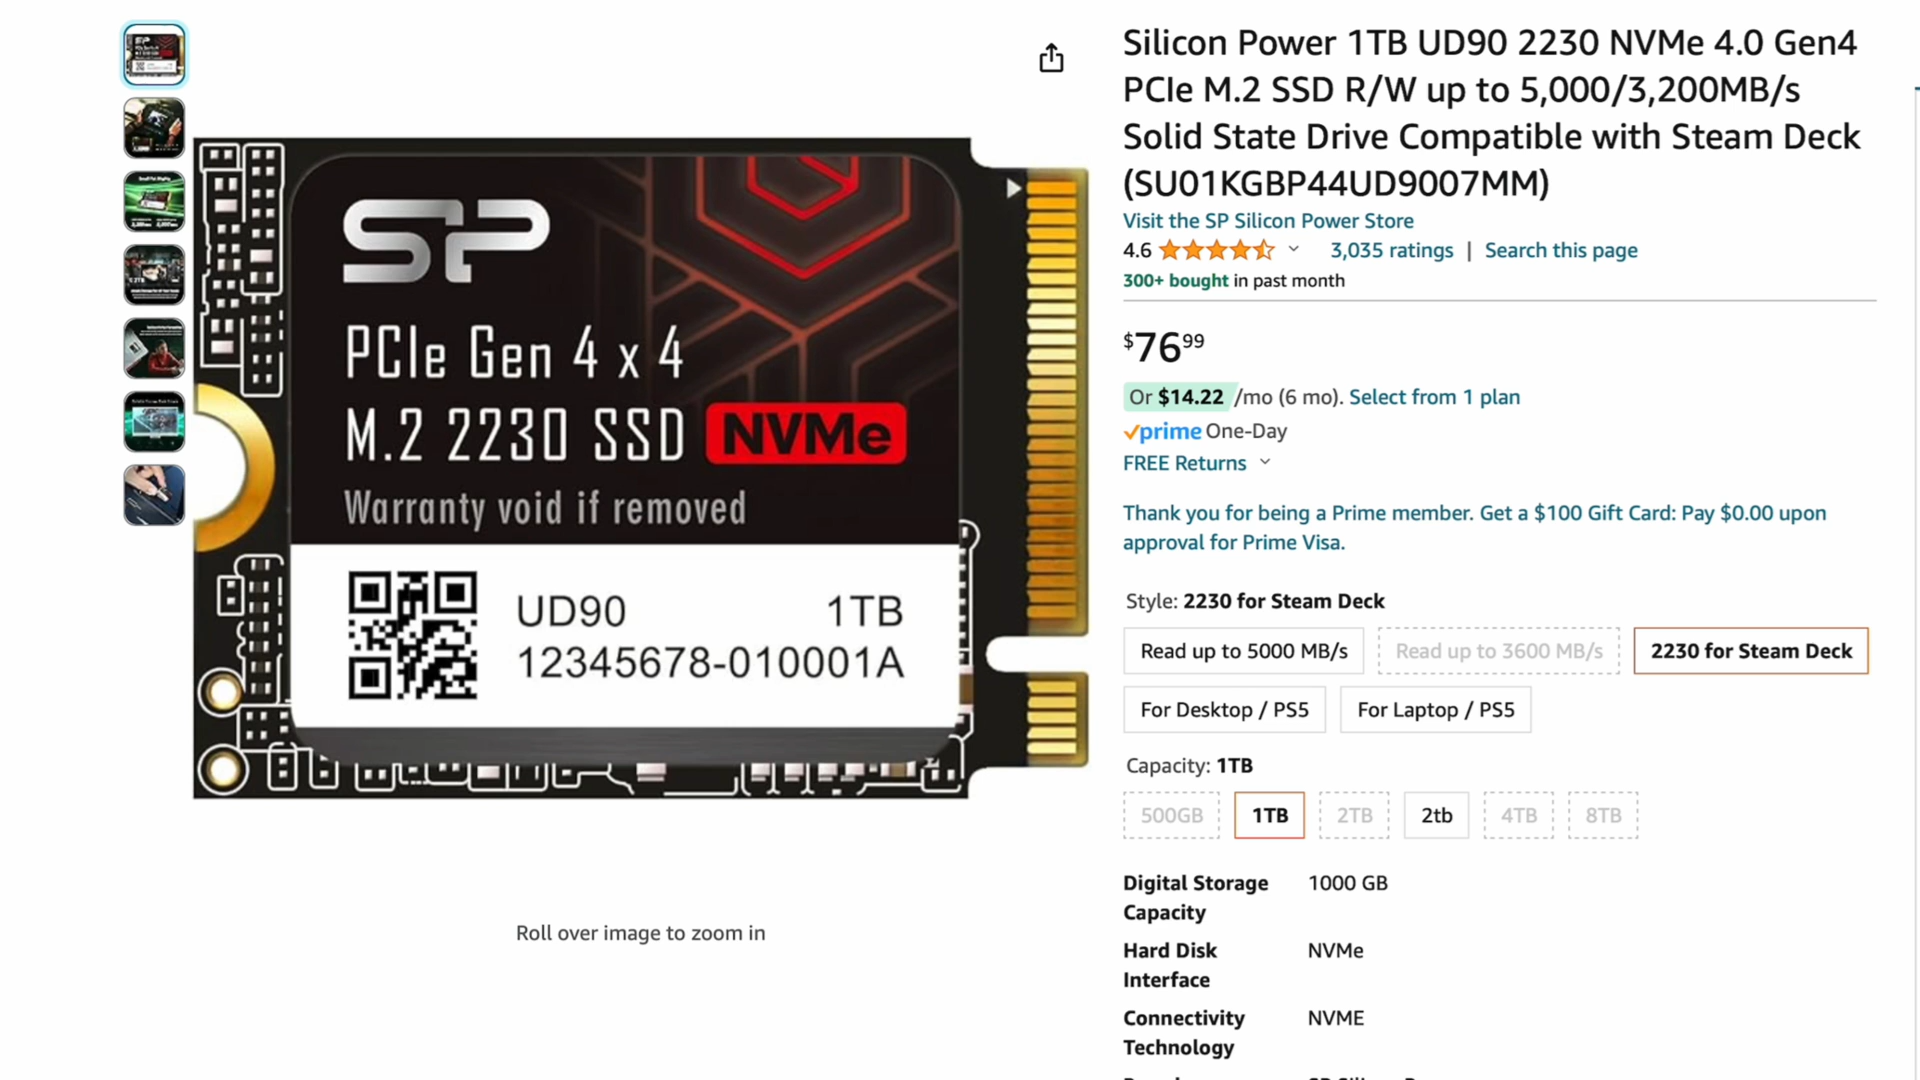 Silicon Power 1TB UD90 2230 NVMe 4.0 Gen4
PCIe M.2 SSD R/W up to 5,000/3,200MB/s
Solid State Drive Compatible with Steam Deck
(SU01KGBP44UD9007MM)
Visit the SP Silicon Power Store
4.6 3,035 ratings | Search this page
300+ bought in past month
SP
PCIe Gen 4 x 4
M.2 2230 SSD NVMe
Warranty void if removed
UD90 1TB
12345678-010001A
Roll over image to zoom in
$7699
Or $14.22 /mo (6 mo). Select from 1 plan
prime One-Day
FREE Returns
Thank you for being a Prime member. Get a $100 Gift Card: Pay $0.00 upon
approval for Prime Visa.
Style: 2230 for Steam Deck
Read up to 5000 MB/s Read up to 3600 MB/s 2230 for Steam Deck
For Desktop / PS5 For Laptop / PS5
Capacity: 1TB
500GB 1TB 2TB 2tb 4TB 8TB
Digital Storage 1000 GB
Capacity
Hard Disk NVMe
Interface
Connectivity NVME
Technology